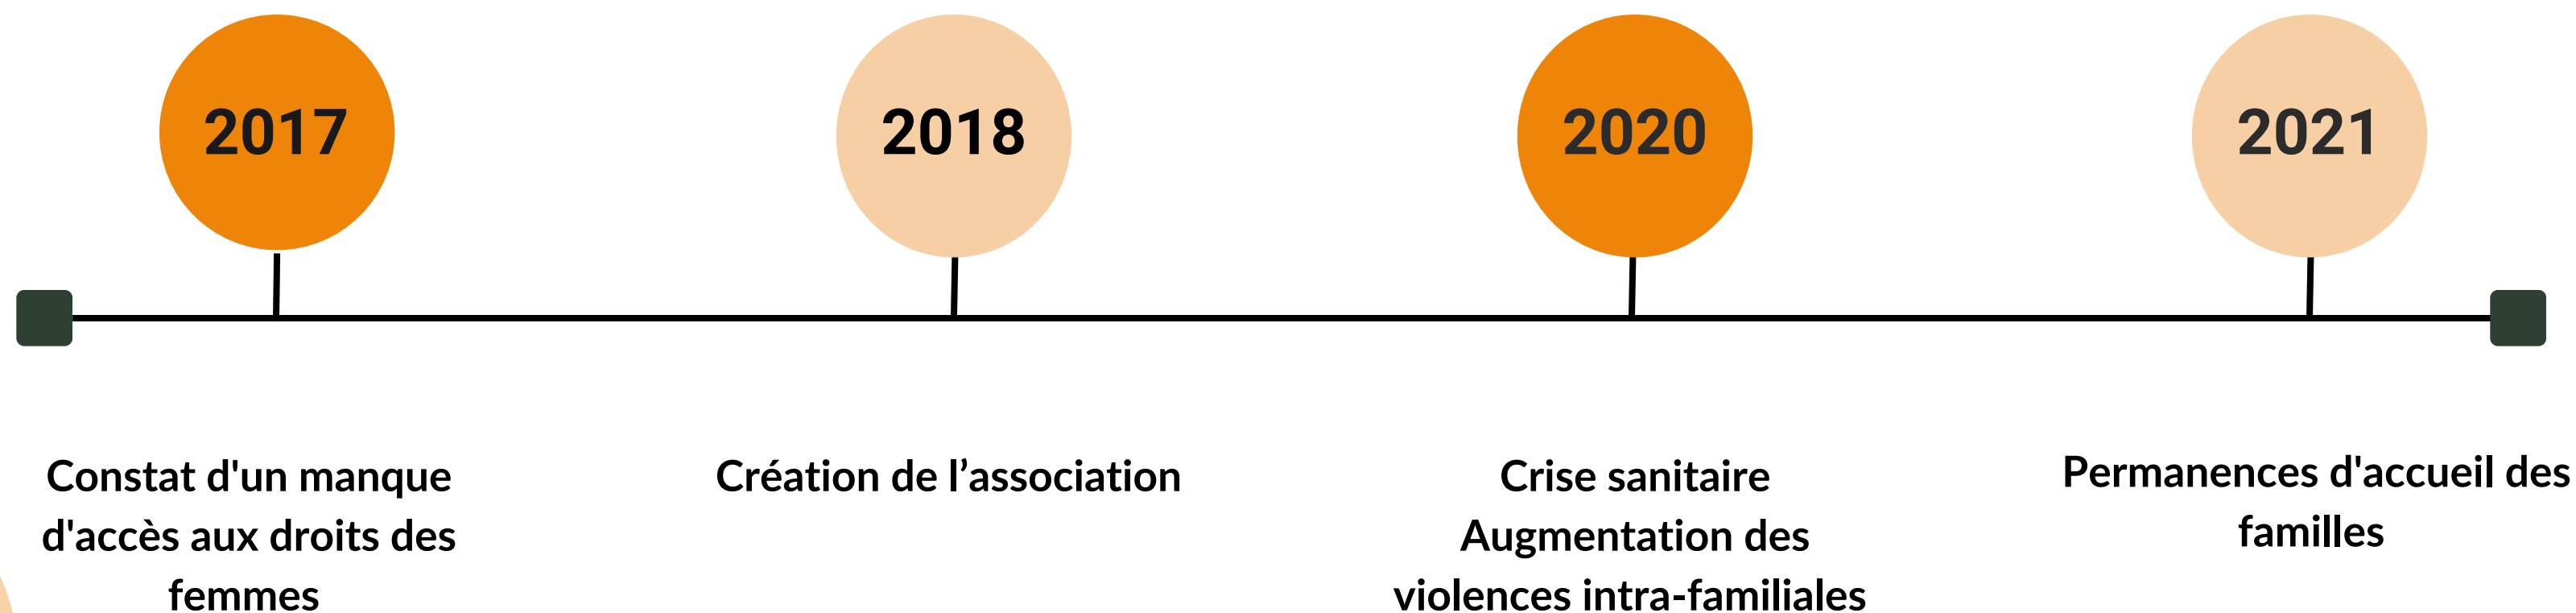 2017
2018
2020
2021
Constat d'un manque
d'accès aux droits des
femmes
Création de l’association
Crise sanitaire
Augmentation des
violences intra-familiales
Permanences d'accueil des
familles